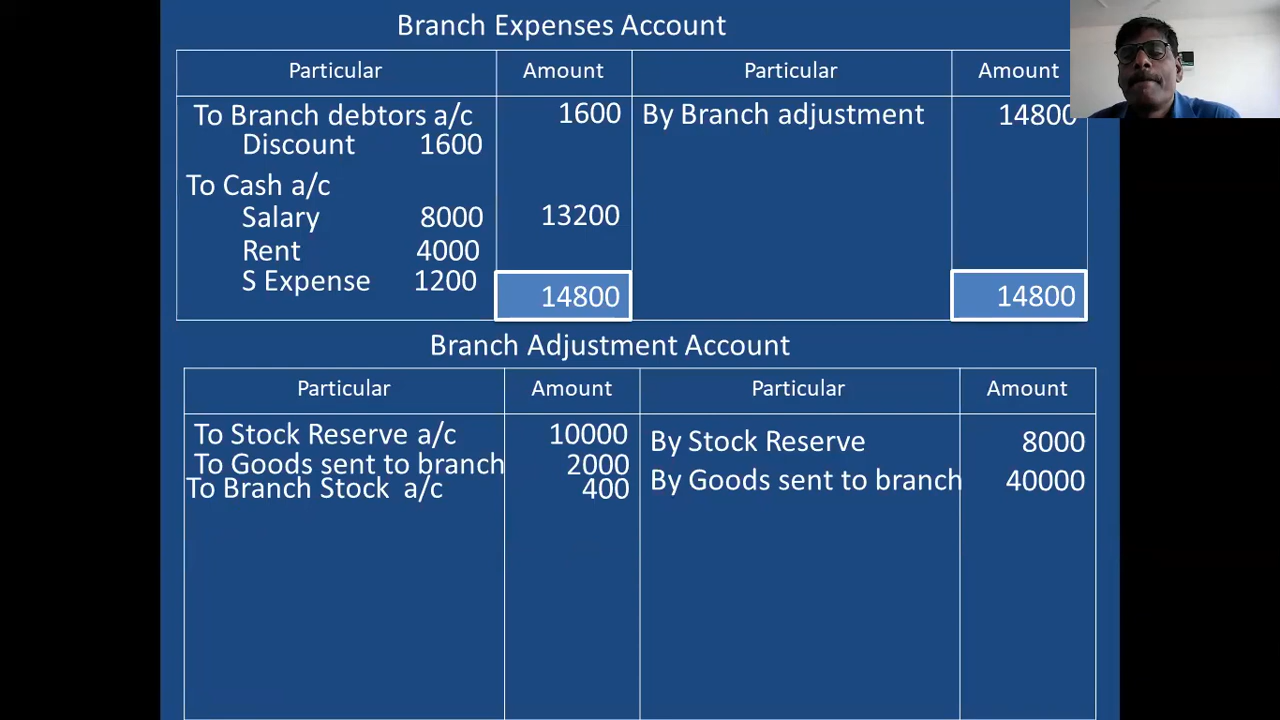 Branch Expenses Account
Particular Amount Particular Amount
To Branch debtors a/c 1600 By Branch adjustment 14800
Discount 1600
To Cash a/c
Salary 8000 13200
Rent 4000
S Expense 1200
14800 14800
Branch Adjustment Account
Particular Amount Particular Amount
To Stock Reserve a/c 10000 By Stock Reserve 8000
To Goods sent to branch 2000 By Goods sent to branch 40000
To Branch Stock a/c 400